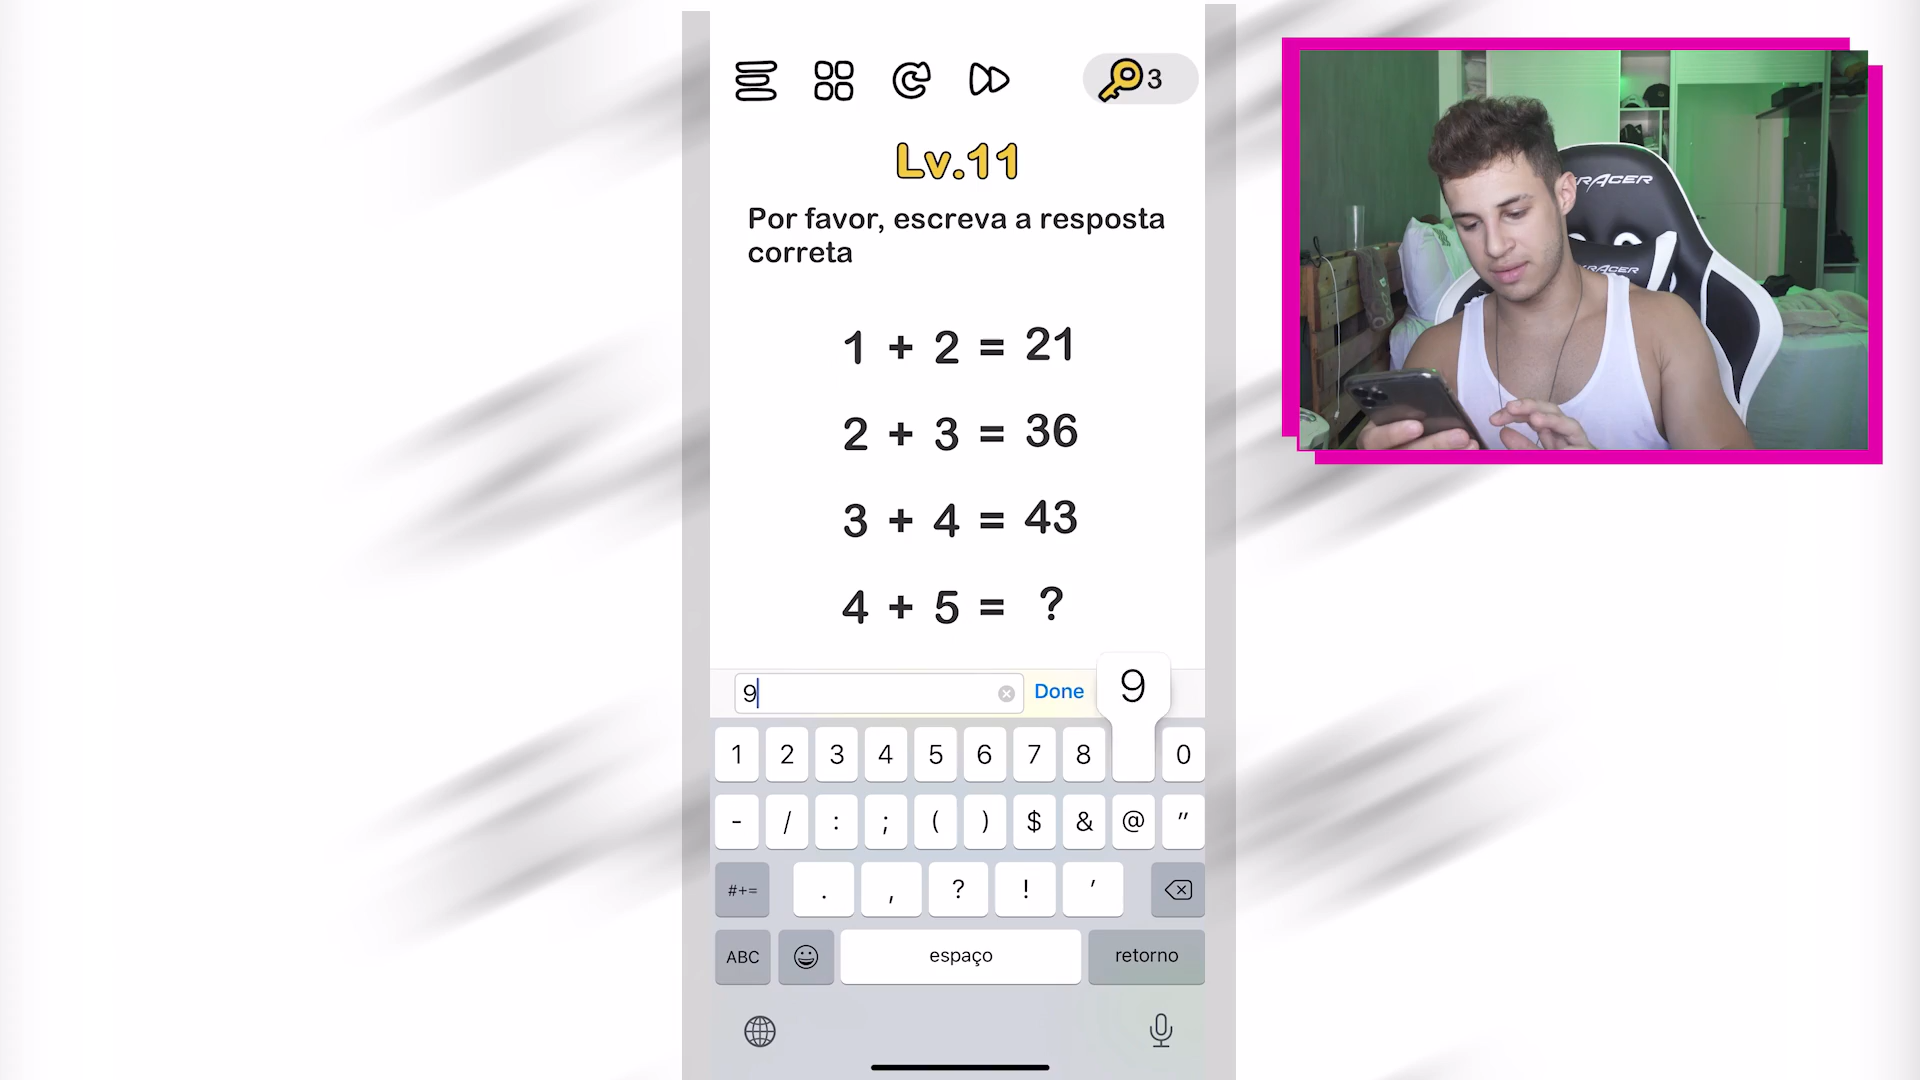 3
Lv.11
Por favor, escreva a resposta
correta
1 + 2 = 21
2 + 3 = 36
3 + 4 = 43
4 + 5 = ?
9 Done 9
1 2 3 4 5 6 7 8 0
- / : ; ( ) $ & @ "
#+= . , ? ! '
ABC espaço retorno
RACER
RACER